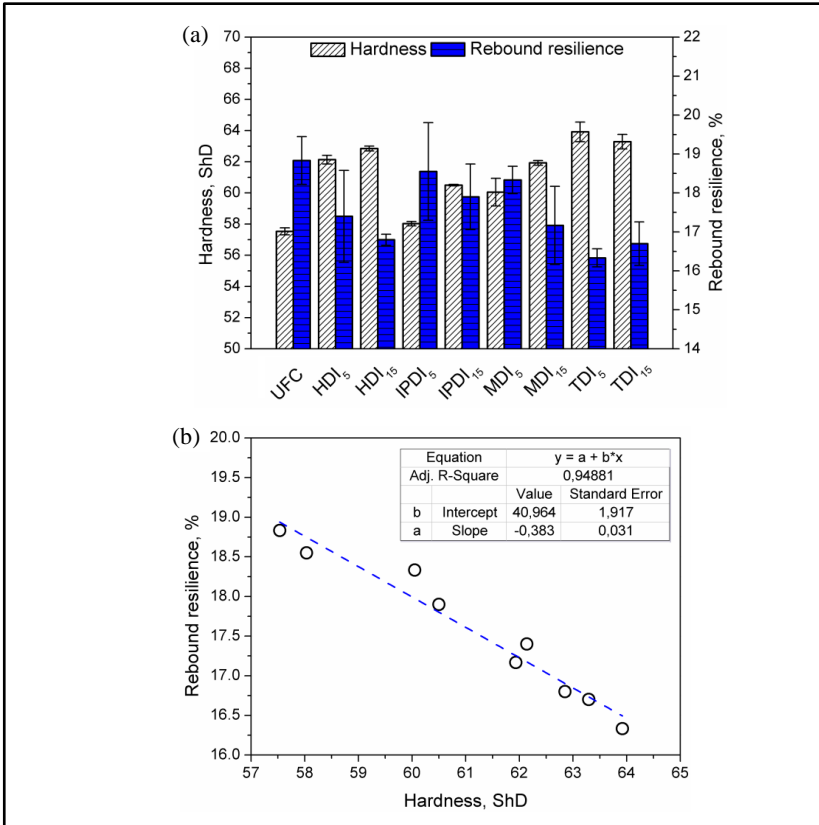 (a)
Hardness Rebound resilience
70
68
66
64
62
60
58
56
54
52
50
Hardness, ShD
22
21
20
19
18
17
16
15
14
Rebound resilience, %
UFC HDI5 HDI15 IPDI5 IPDI15 MDI5 MDI15 TDI5 TDI15
(b)
20.0
19.5
19.0
18.5
18.0
17.5
17.0
16.5
16.0
Rebound resilience, %
Equation y = a + b*x
Adj. R-Square 0,94881
Value Standard Error
b Intercept 40,964 1,917
a Slope -0,383 0,031
57 58 59 60 61 62 63 64 65
Hardness, ShD